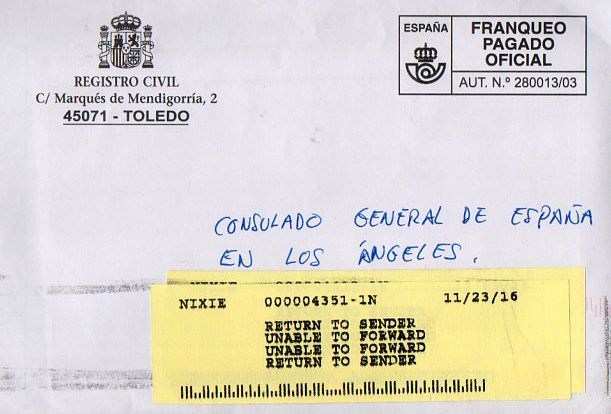 REGISTRO CIVIL
C/ Marqués de Mendigorría, 2
45071 - TOLEDO
ESPAÑA
FRANQUEO
PAGADO
OFICIAL
AUT. N.º 280013/03
CONSULADO GENERAL DE ESPAÑA
EN LOS ÁNGELES.
NIXIE
NIXIE 000004351-1N 11/23/16
RETURN TO SENDER
UNABLE TO FORWARD
UNABLE TO FORWARD
RETURN TO SENDER